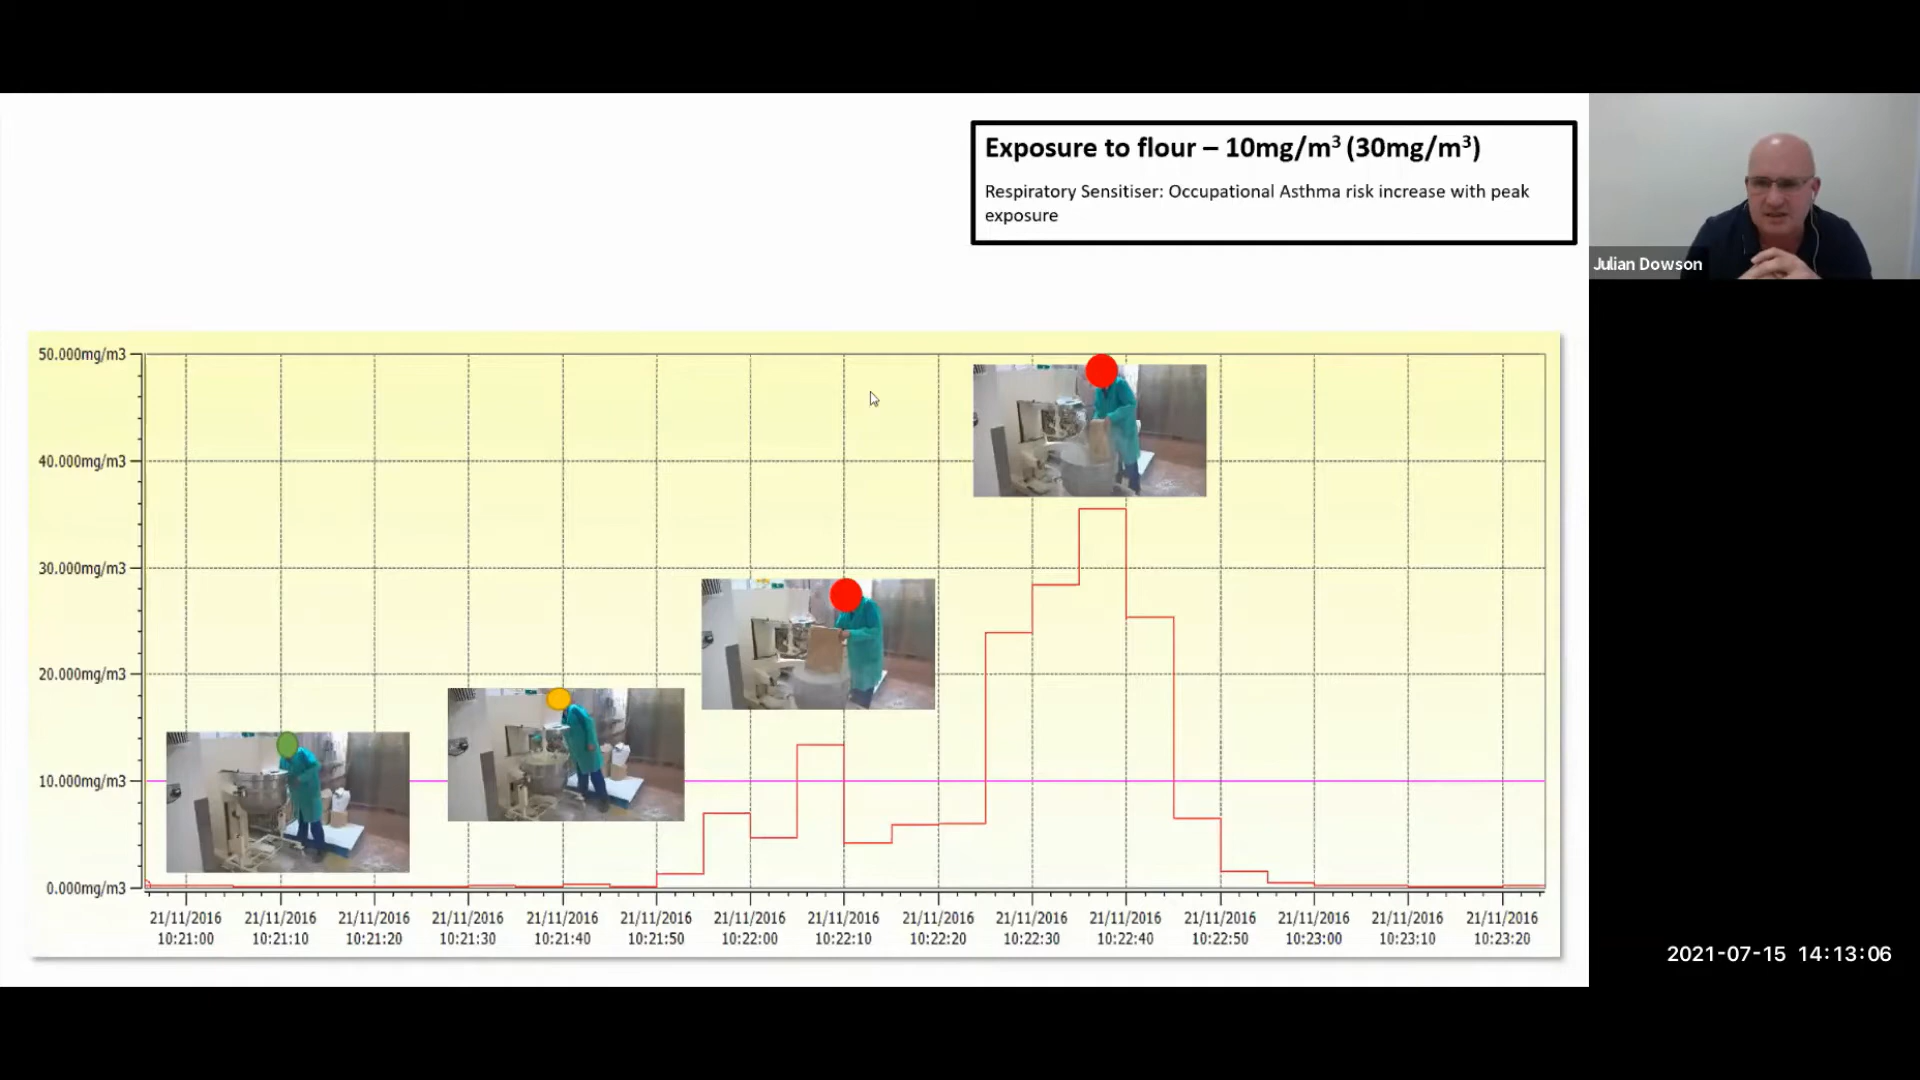 Exposure to flour – 10mg/m³ (30mg/m³)
Respiratory Sensitiser: Occupational Asthma risk increase with peak
exposure
Julian Dowson
50.000mg/m3
40.000mg/m3
30.000mg/m3
20.000mg/m3
10.000mg/m3
0.000mg/m3
21/11/2016 21/11/2016 21/11/2016 21/11/2016 21/11/2016 21/11/2016 21/11/2016 21/11/2016 21/11/2016 21/11/2016 21/11/2016 21/11/2016 21/11/2016 21/11/2016 21/11/2016
10:21:00 10:21:10 10:21:20 10:21:30 10:21:40 10:21:50 10:22:00 10:22:10 10:22:20 10:22:30 10:22:40 10:22:50 10:23:00 10:23:10 10:23:20
2021-07-15 14:13:06